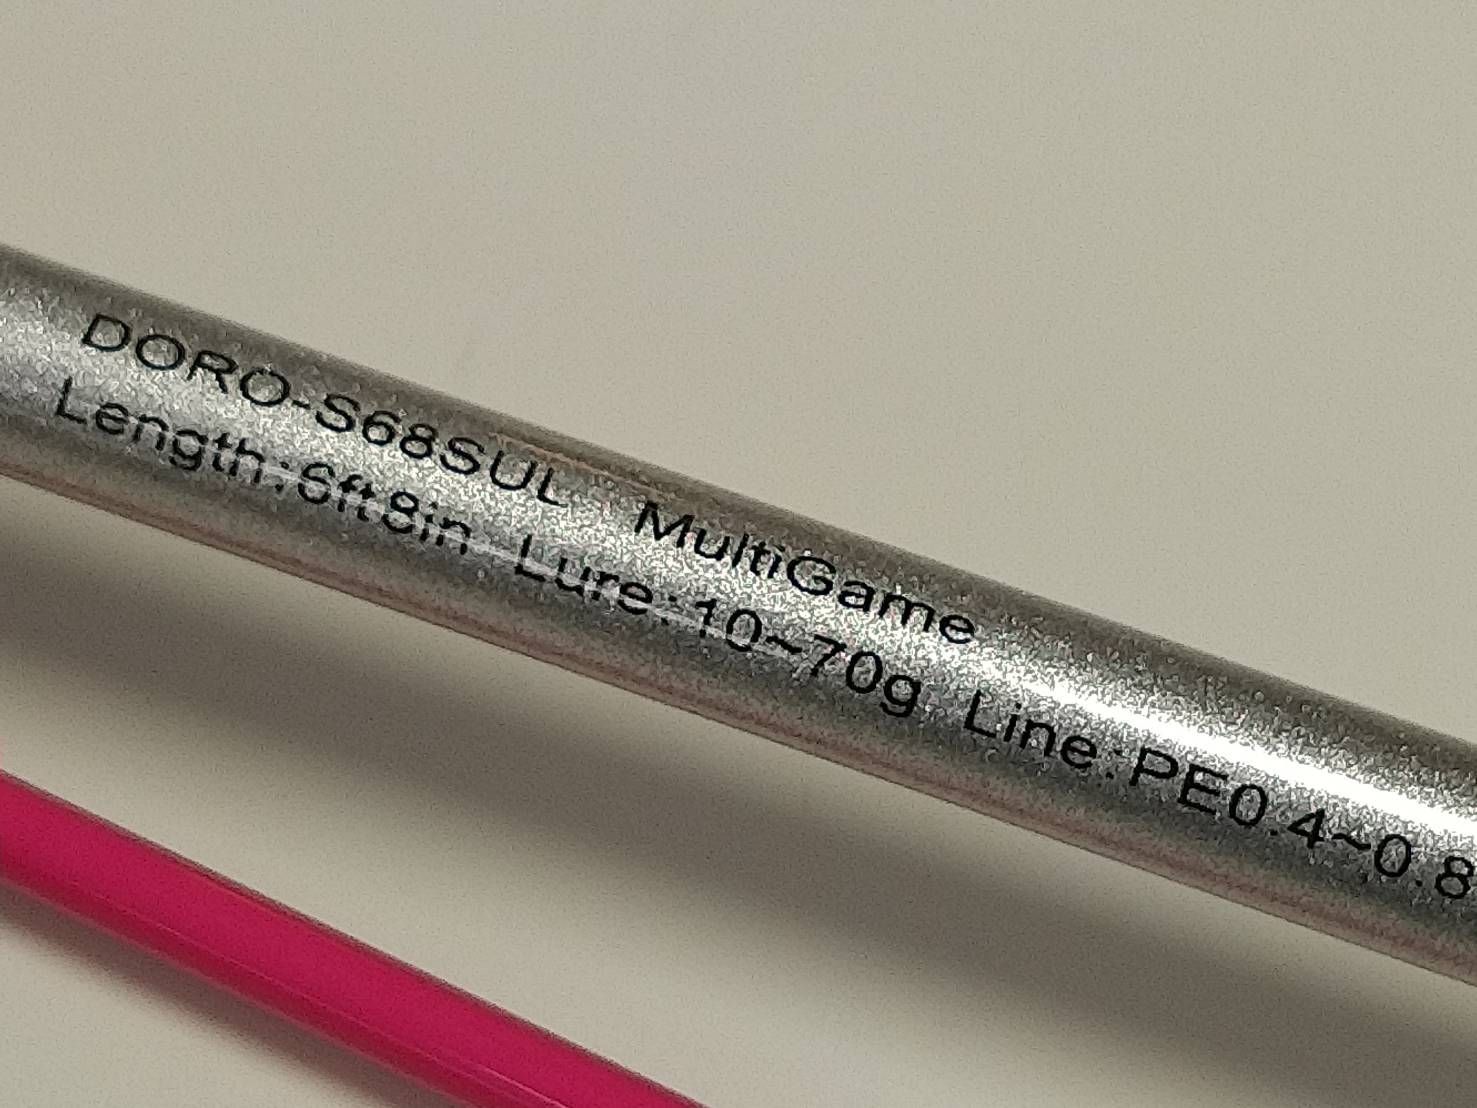 DORO-S68SUL MultiGame
Length:6ft8in Lure:10~70g Line:PE0.4~0.8